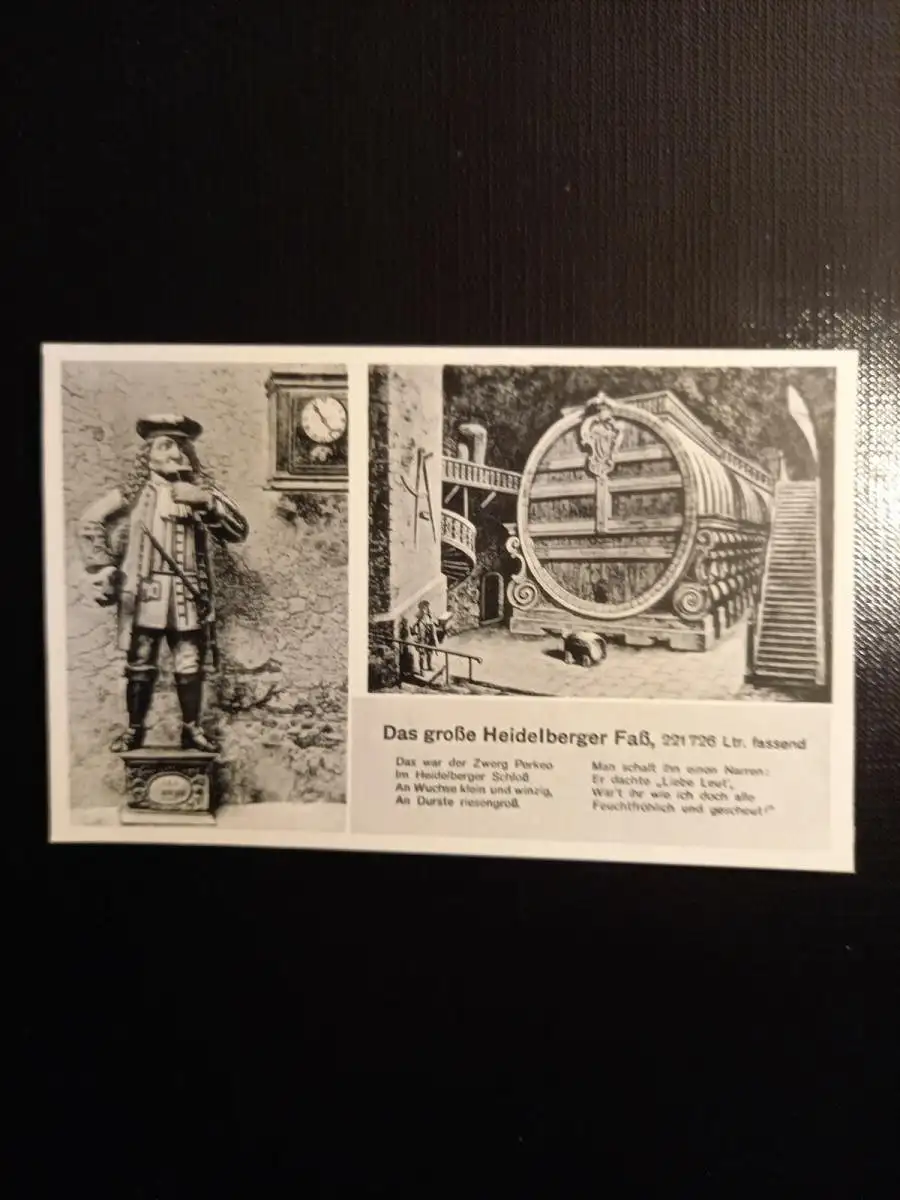 Das große Heidelberger Faß, 221726 Ltr. fassend
Das war der Zwerg Perkeo
Im Heidelberger Schloß
An Wuchse klein und winzig,
An Durste riesengroß.
Man schalt ihn einen Narren:
Er dachte „Liebe Leut',
Wär't ihr wie ich doch alle
Feuchtfröhlich und gescheut!"